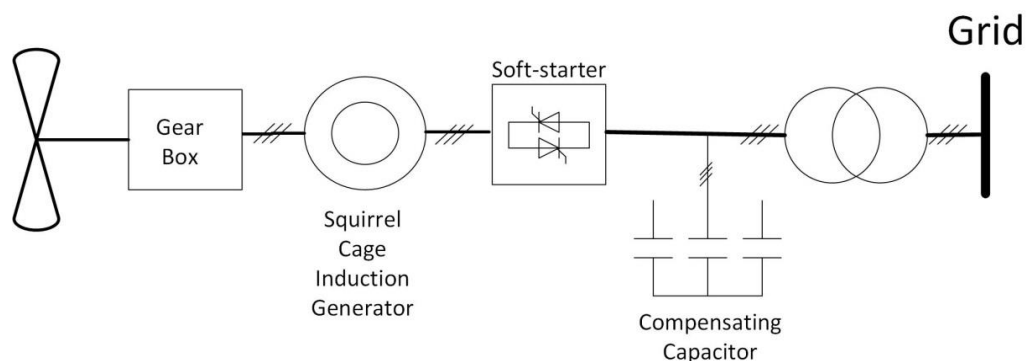 Grid
Soft-starter
Gear
Box
Squirrel
Cage
Induction
Generator
Compensating
Capacitor